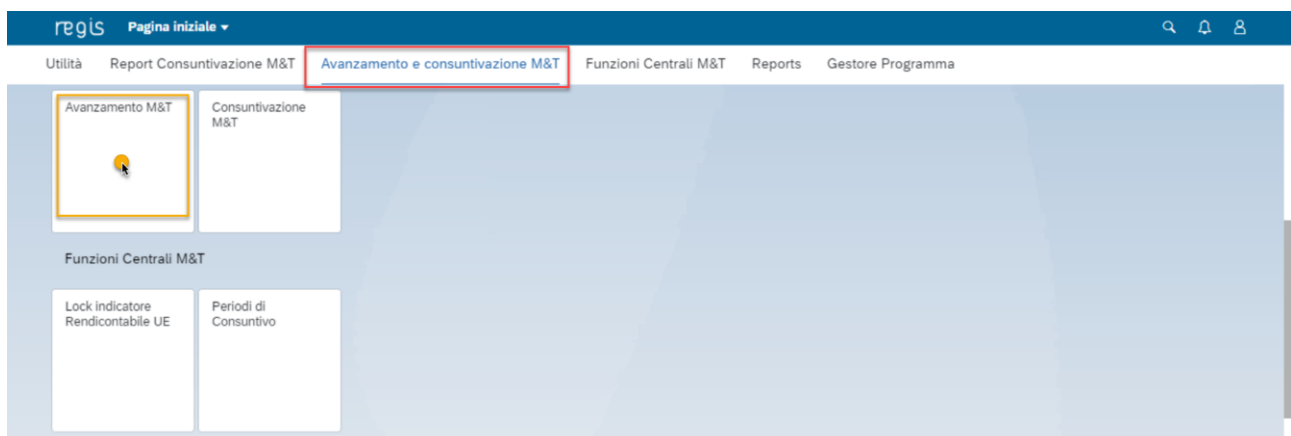 regis Pagina iniziale
Utilità Report Consuntivazione M&T Avanzamento e consuntivazione M&T Funzioni Centrali M&T Reports Gestore Programma
Avanzamento M&T
Consuntivazione
M&T
Funzioni Centrali M&T
Lock indicatore
Rendicontabile UE
Periodi di
Consuntivo